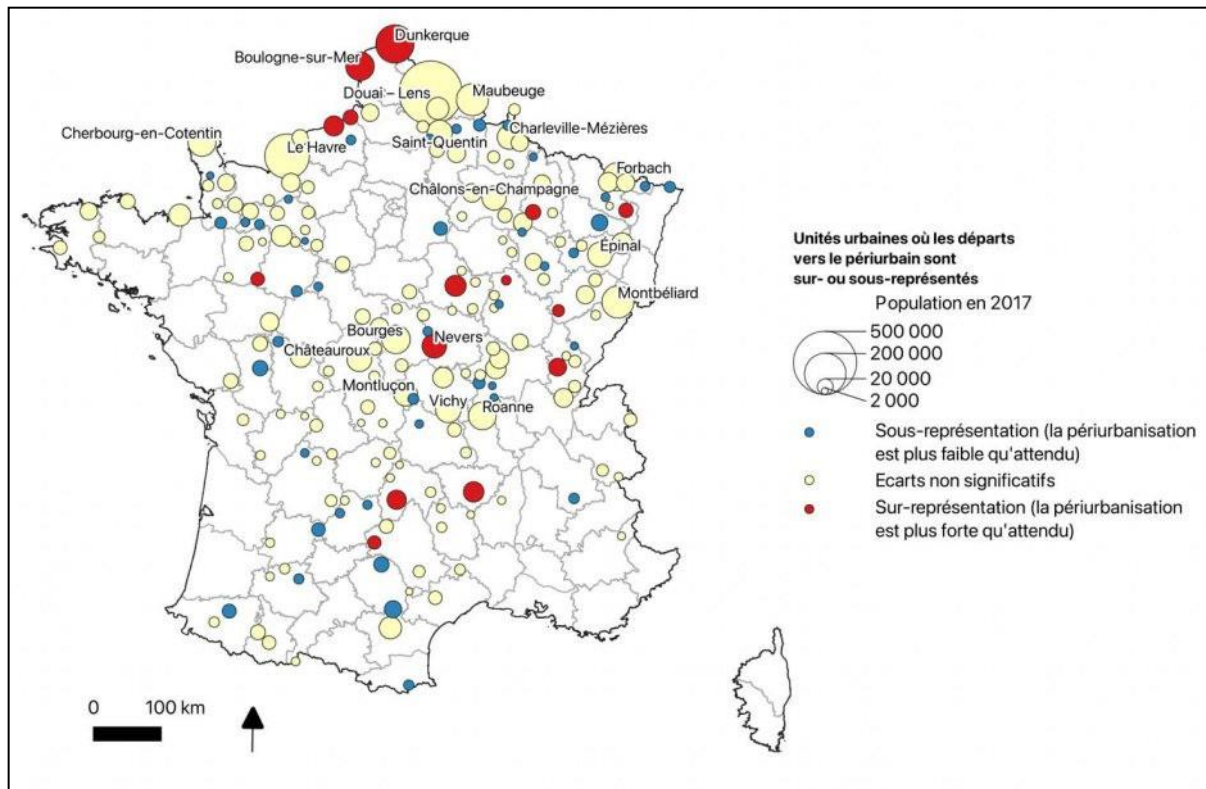 Dunkerque
Boulogne-sur-Mer
Douai – Lens
Maubeuge
Cherbourg-en-Cotentin
Charleville-Mézières
Le Havre
Saint-Quentin
Forbach
Châlons-en-Champagne
Épinal
Montbéliard
Bourges
Nevers
Châteauroux
Montluçon
Vichy
Roanne
Unités urbaines où les départs
vers le périurbain sont
sur- ou sous-représentés
Population en 2017
500 000
200 000
20 000
2 000
Sous-représentation (la périurbanisation
est plus faible qu'attendu)
Ecarts non significatifs
Sur-représentation (la périurbanisation
est plus forte qu'attendu)
0 100 km